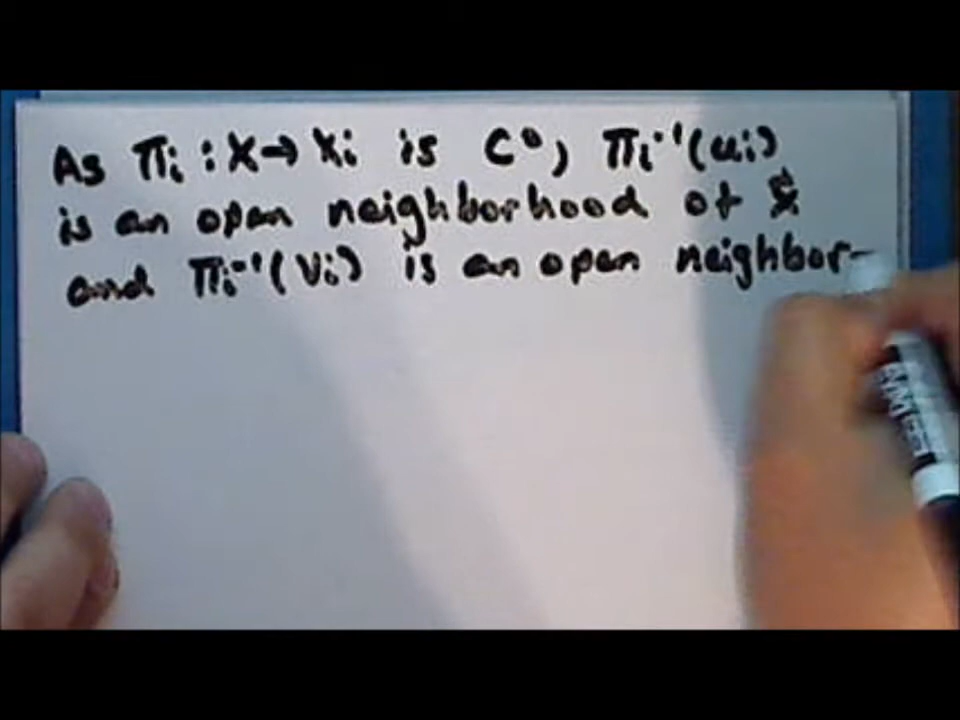 As πi : X → Xi is C⁰, πi⁻¹(Ui)
is an open neighborhood of x
and πi⁻¹(Vi) is an open neighbor-